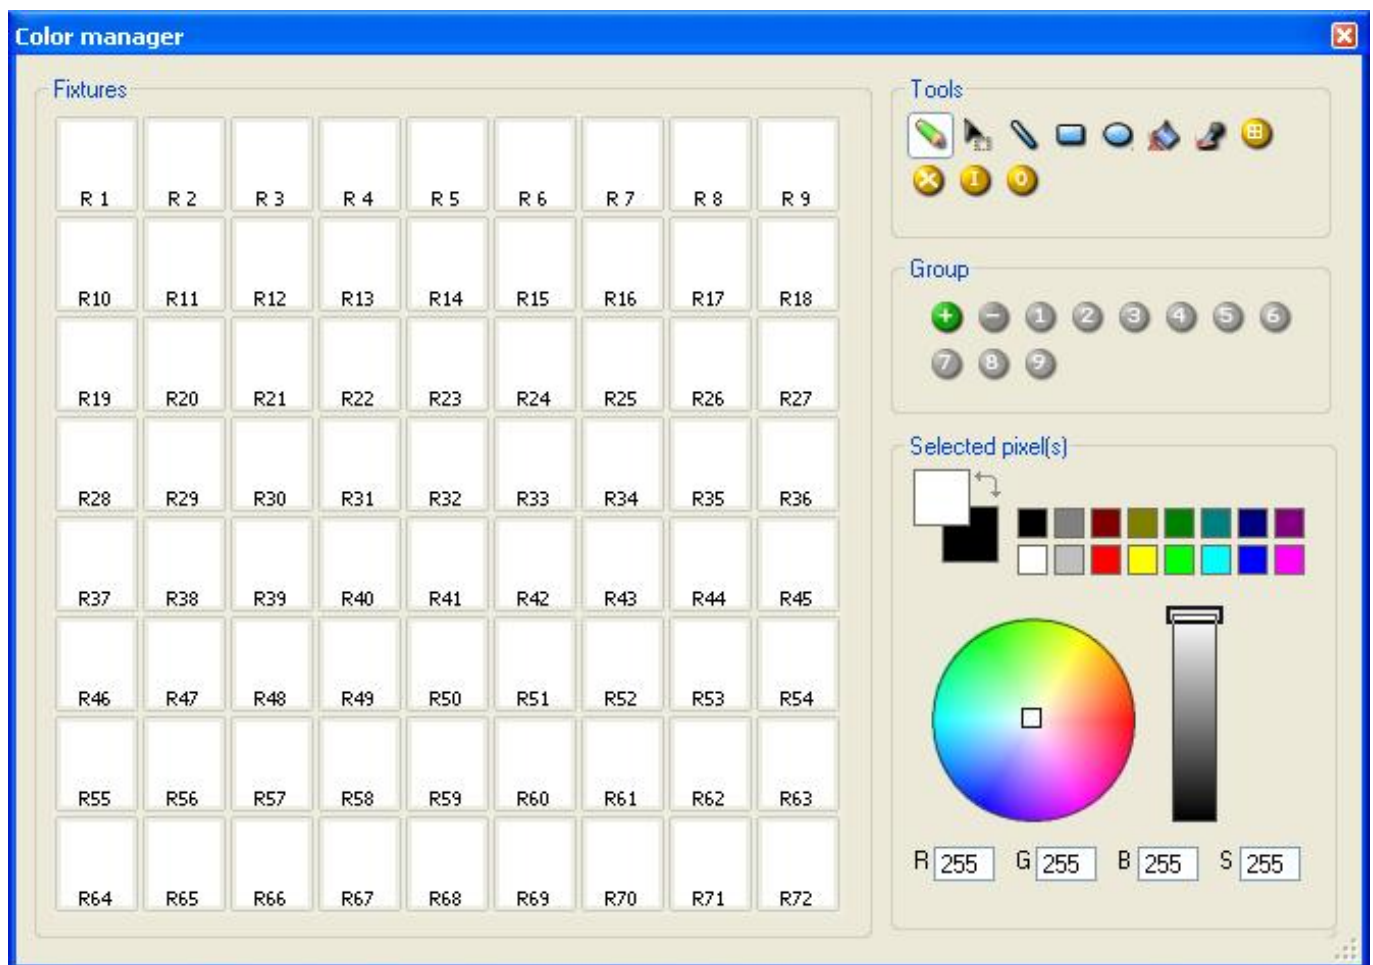 Color manager
Fixtures
R 1 R 2 R 3 R 4 R 5 R 6 R 7 R 8 R 9
R10 R11 R12 R13 R14 R15 R16 R17 R18
R19 R20 R21 R22 R23 R24 R25 R26 R27
R28 R29 R30 R31 R32 R33 R34 R35 R36
R37 R38 R39 R40 R41 R42 R43 R44 R45
R46 R47 R48 R49 R50 R51 R52 R53 R54
R55 R56 R57 R58 R59 R60 R61 R62 R63
R64 R65 R66 R67 R68 R69 R70 R71 R72
Tools
I O
Group
+ - 1 2 3 4 5 6
7 8 9
Selected pixel(s)
R 255 G 255 B 255 S 255